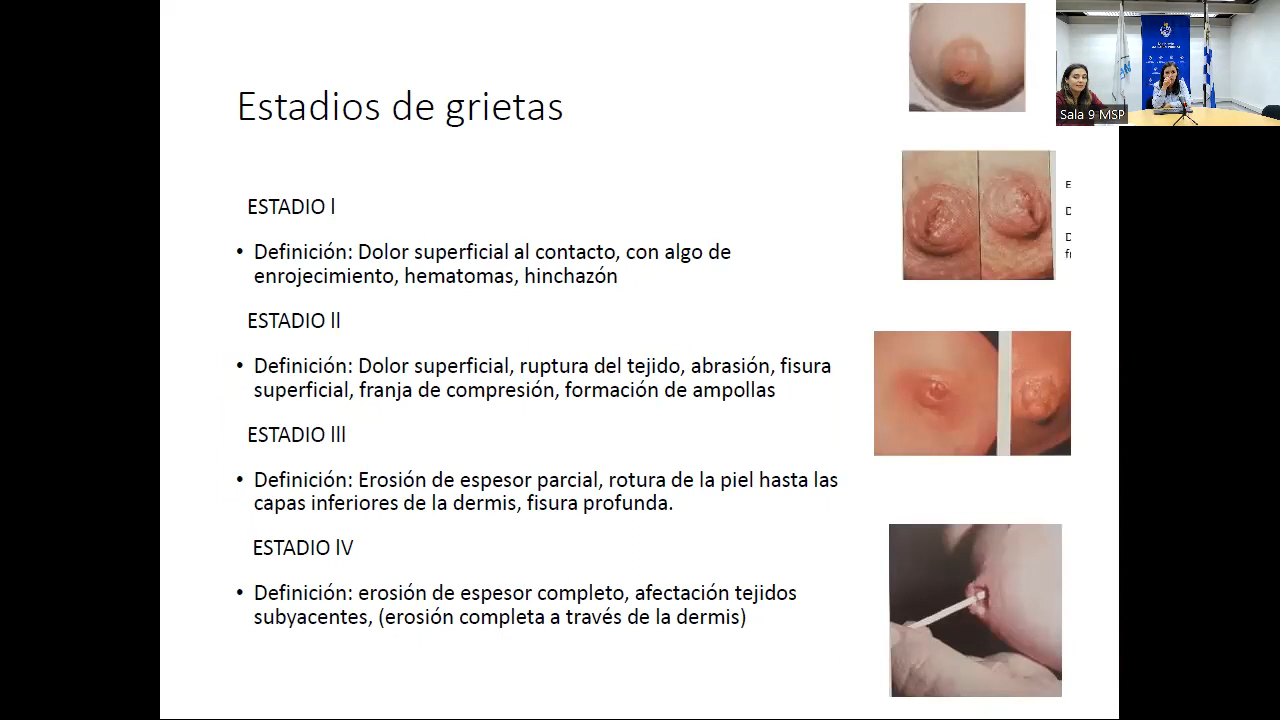 Estadios de grietas
ESTADIO l
• Definición: Dolor superficial al contacto, con algo de
enrojecimiento, hematomas, hinchazón
ESTADIO ll
• Definición: Dolor superficial, ruptura del tejido, abrasión, fisura
superficial, franja de compresión, formación de ampollas
ESTADIO lll
• Definición: Erosión de espesor parcial, rotura de la piel hasta las
capas inferiores de la dermis, fisura profunda.
ESTADIO lV
• Definición: erosión de espesor completo, afectación tejidos
subyacentes, (erosión completa a través de la dermis)
Sala 9 MSP
E
D
D